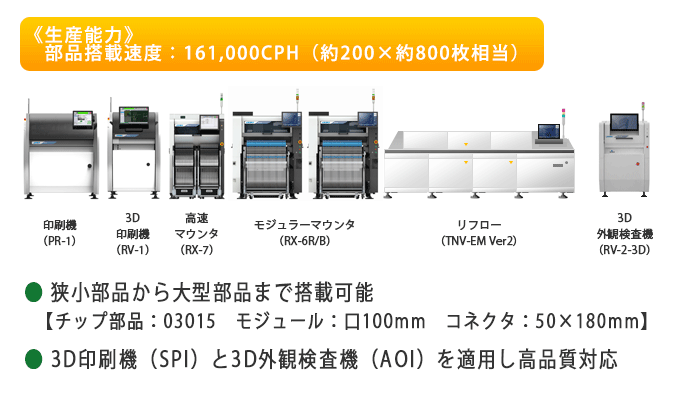 《生産能力》
部品搭載速度：161,000CPH（約200×約800枚相当）
印刷機
（PR-1）
3D
印刷機
（RV-1）
高速
マウンタ
（RX-7）
モジュラーマウンタ
（RX-6R/B）
リフロー
（TNV-EM Ver2）
3D
外観検査機
（RV-2-3D）
● 狭小部品から大型部品まで搭載可能
【チップ部品：03015　モジュール：口100mm　コネクタ：50×180mm】
● 3D印刷機（SPI）と3D外観検査機（AOI）を適用し高品質対応